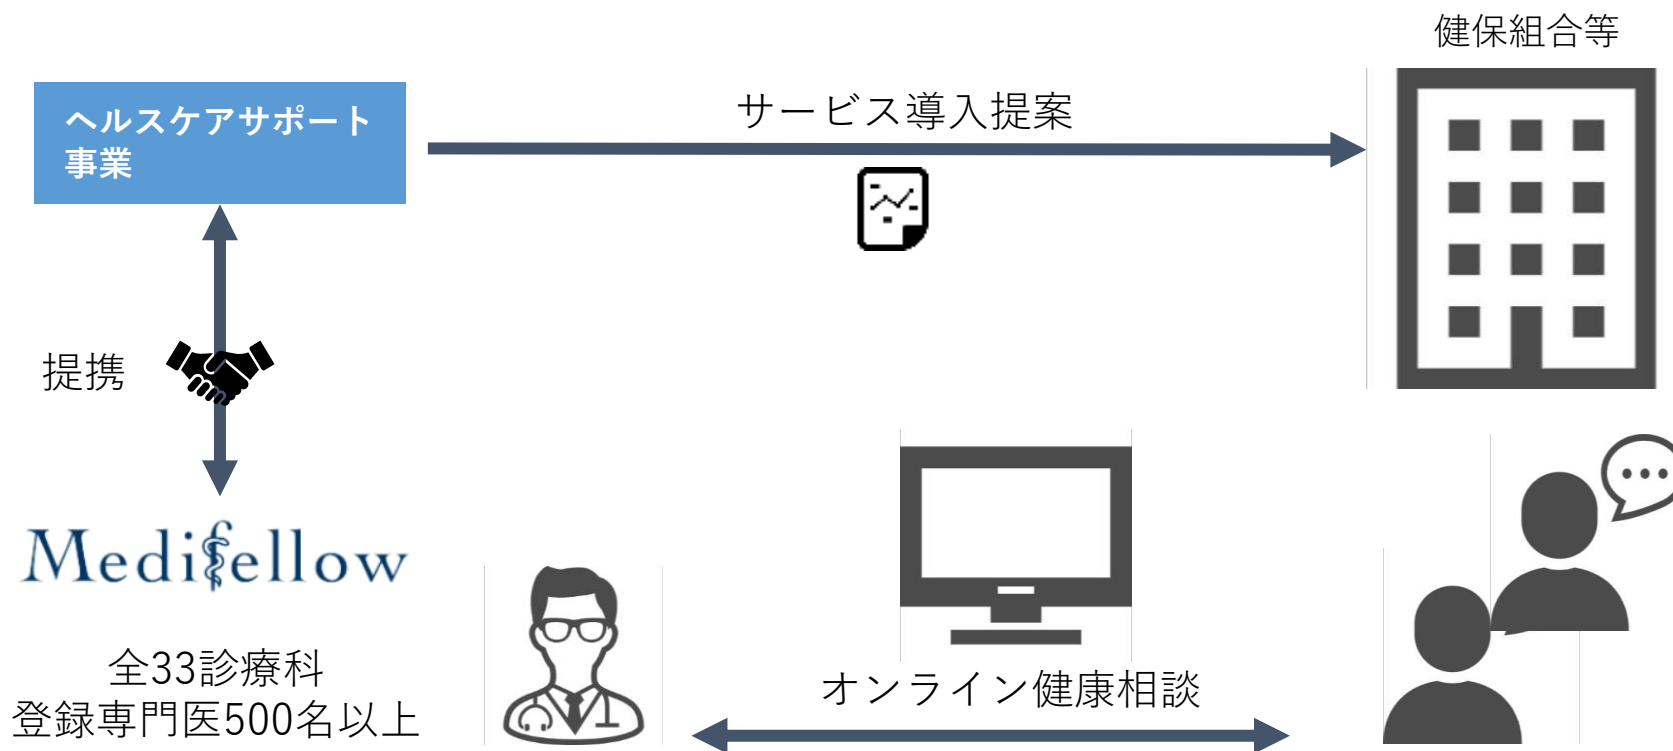 健保組合等
ヘルスケアサポート
事業
サービス導入提案
提携
Medifellow
全33診療科
登録専門医500名以上
オンライン健康相談